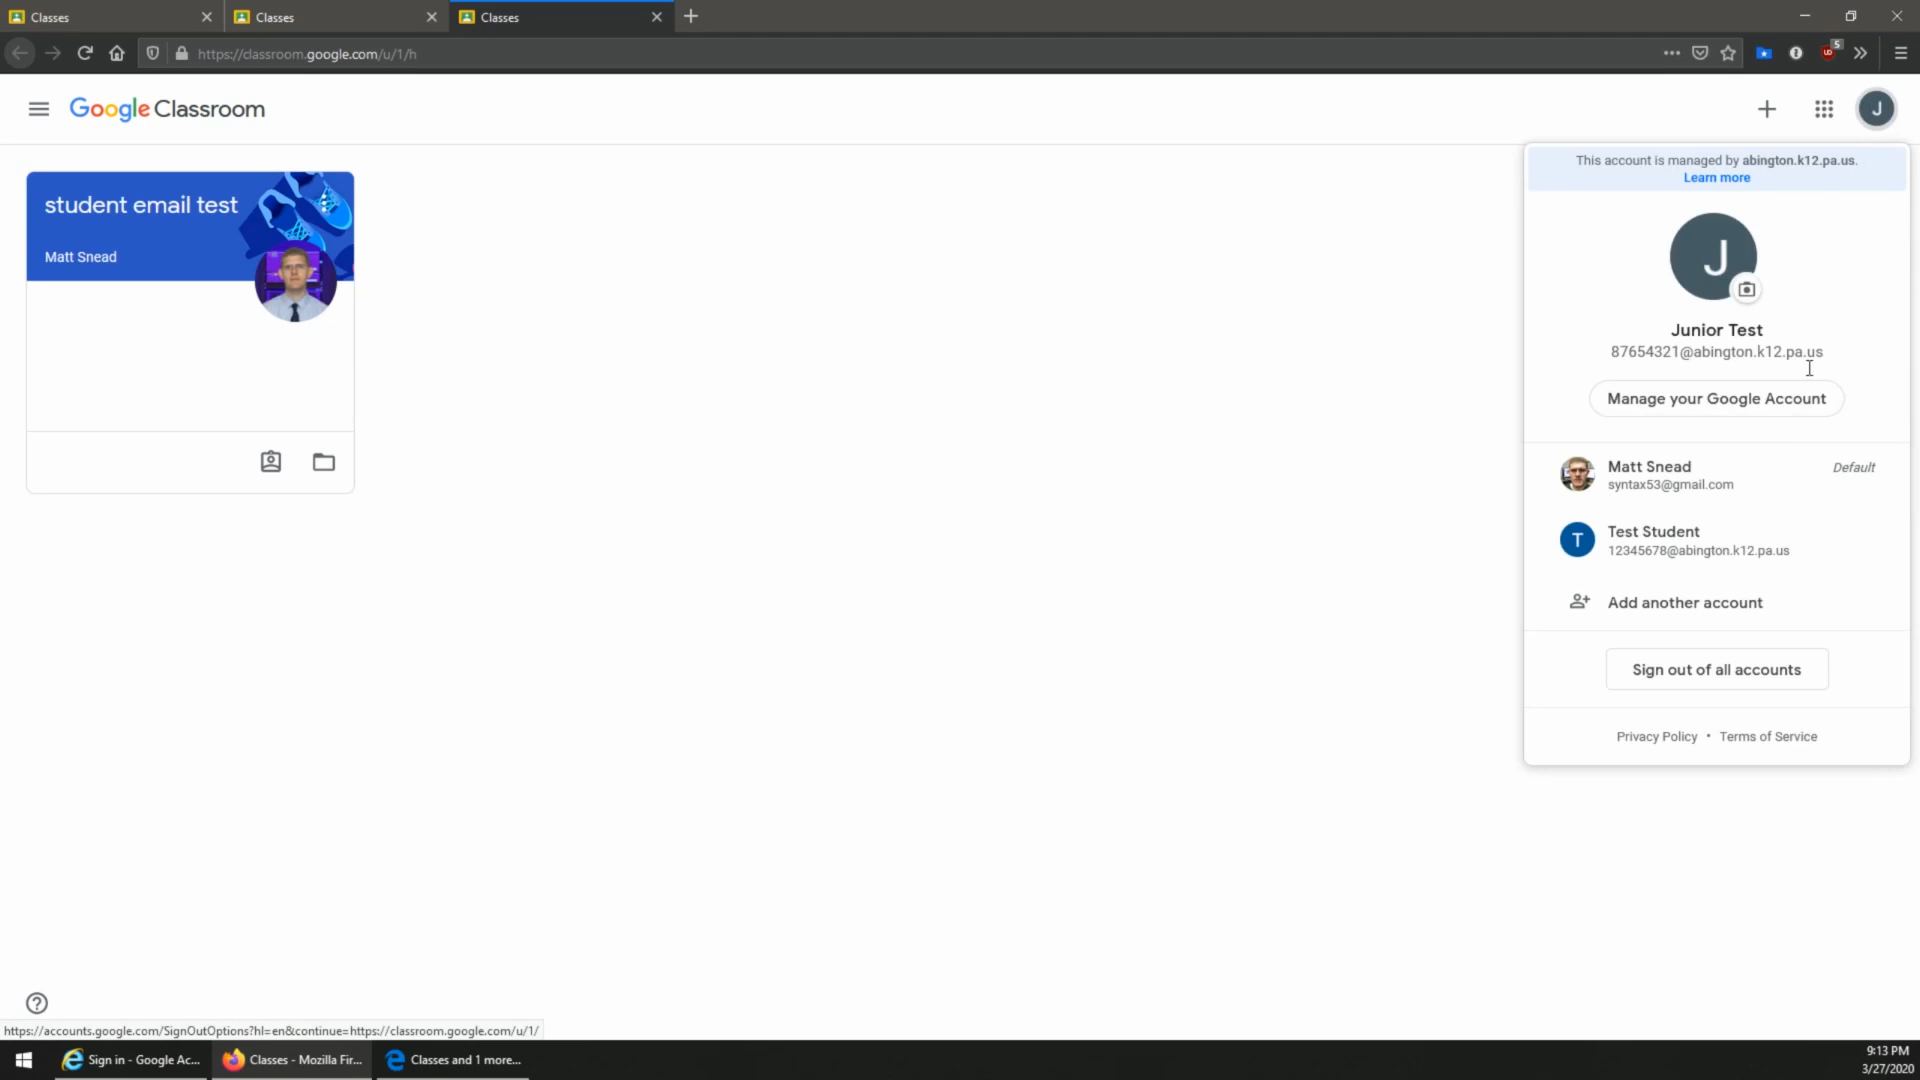 Classes
Classes
Classes
https://classroom.google.com/u/1/h
5
Google Classroom
J
This account is managed by abington.k12.pa.us.
Learn more
student email test
Matt Snead
J
Junior Test
87654321@abington.k12.pa.us
Manage your Google Account
Matt Snead
Default
syntax53@gmail.com
T
Test Student
12345678@abington.k12.pa.us
Add another account
Sign out of all accounts
Privacy Policy • Terms of Service
https://accounts.google.com/SignOutOptions?hl=en&continue=https://classroom.google.com/u/1/
Sign in - Google Ac...
Classes - Mozilla Fir...
Classes and 1 more...
9:13 PM
3/27/2020